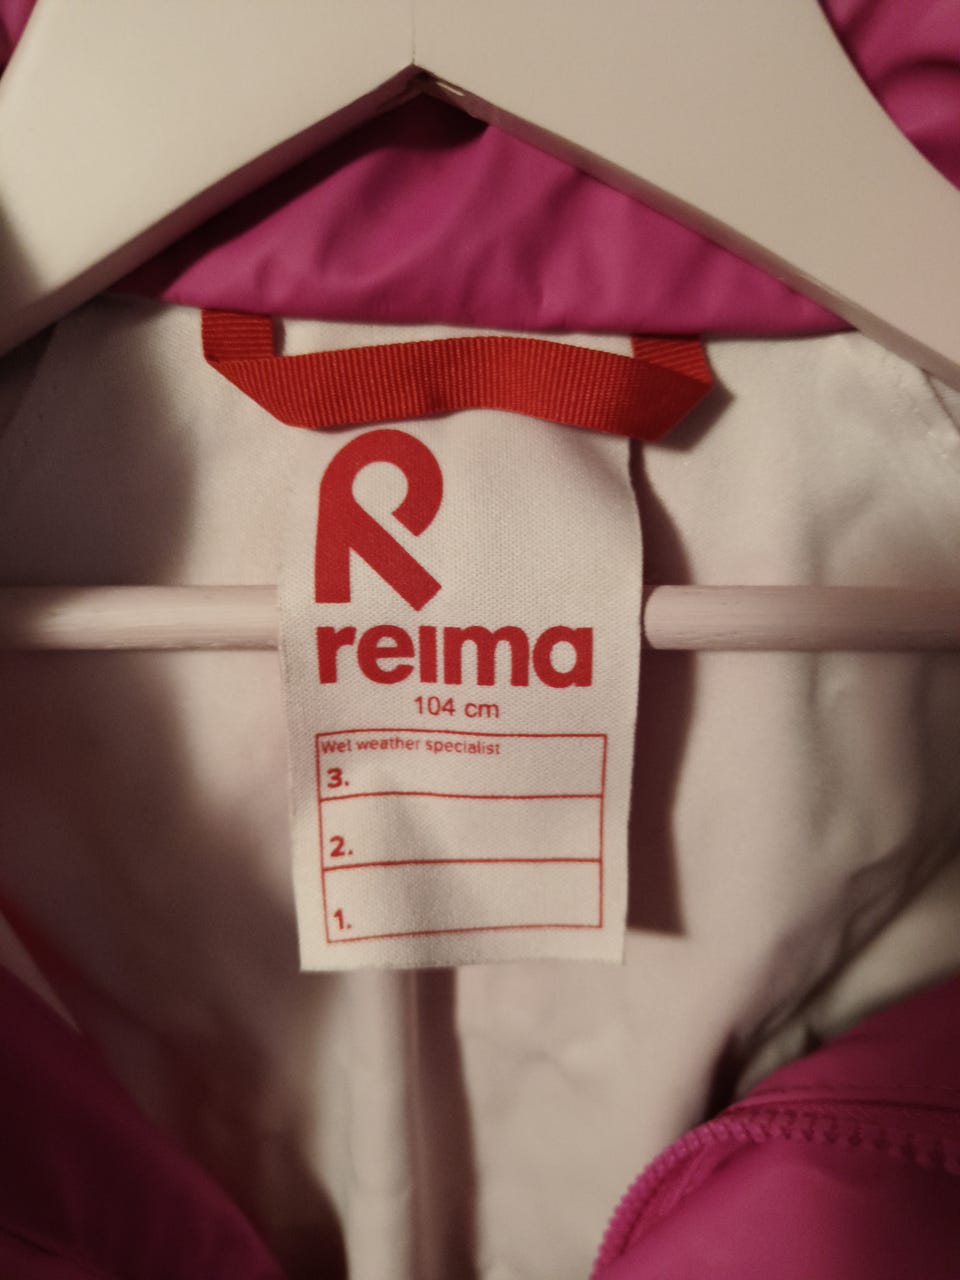 reima
104 cm
Wet weather specialist
3.
2.
1.